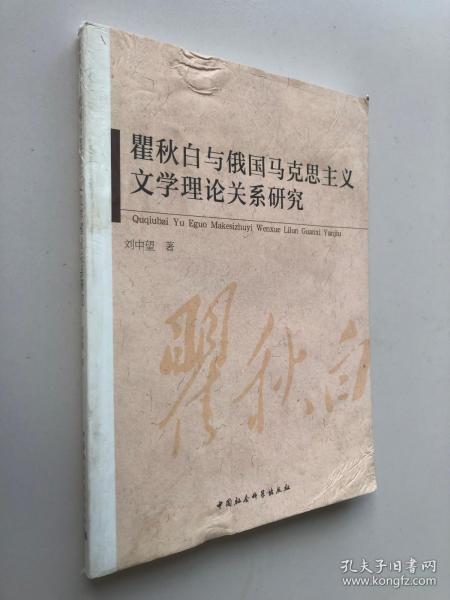 瞿秋白与俄国马克思主义
文学理论关系研究
Quqiubai Yu Eguo Makesizhuyi Wenxue Lilun Guanxi Yanjiu
刘中望 著
瞿秋白
中国社会科学出版社
孔夫子旧书网
www.kongfz.com